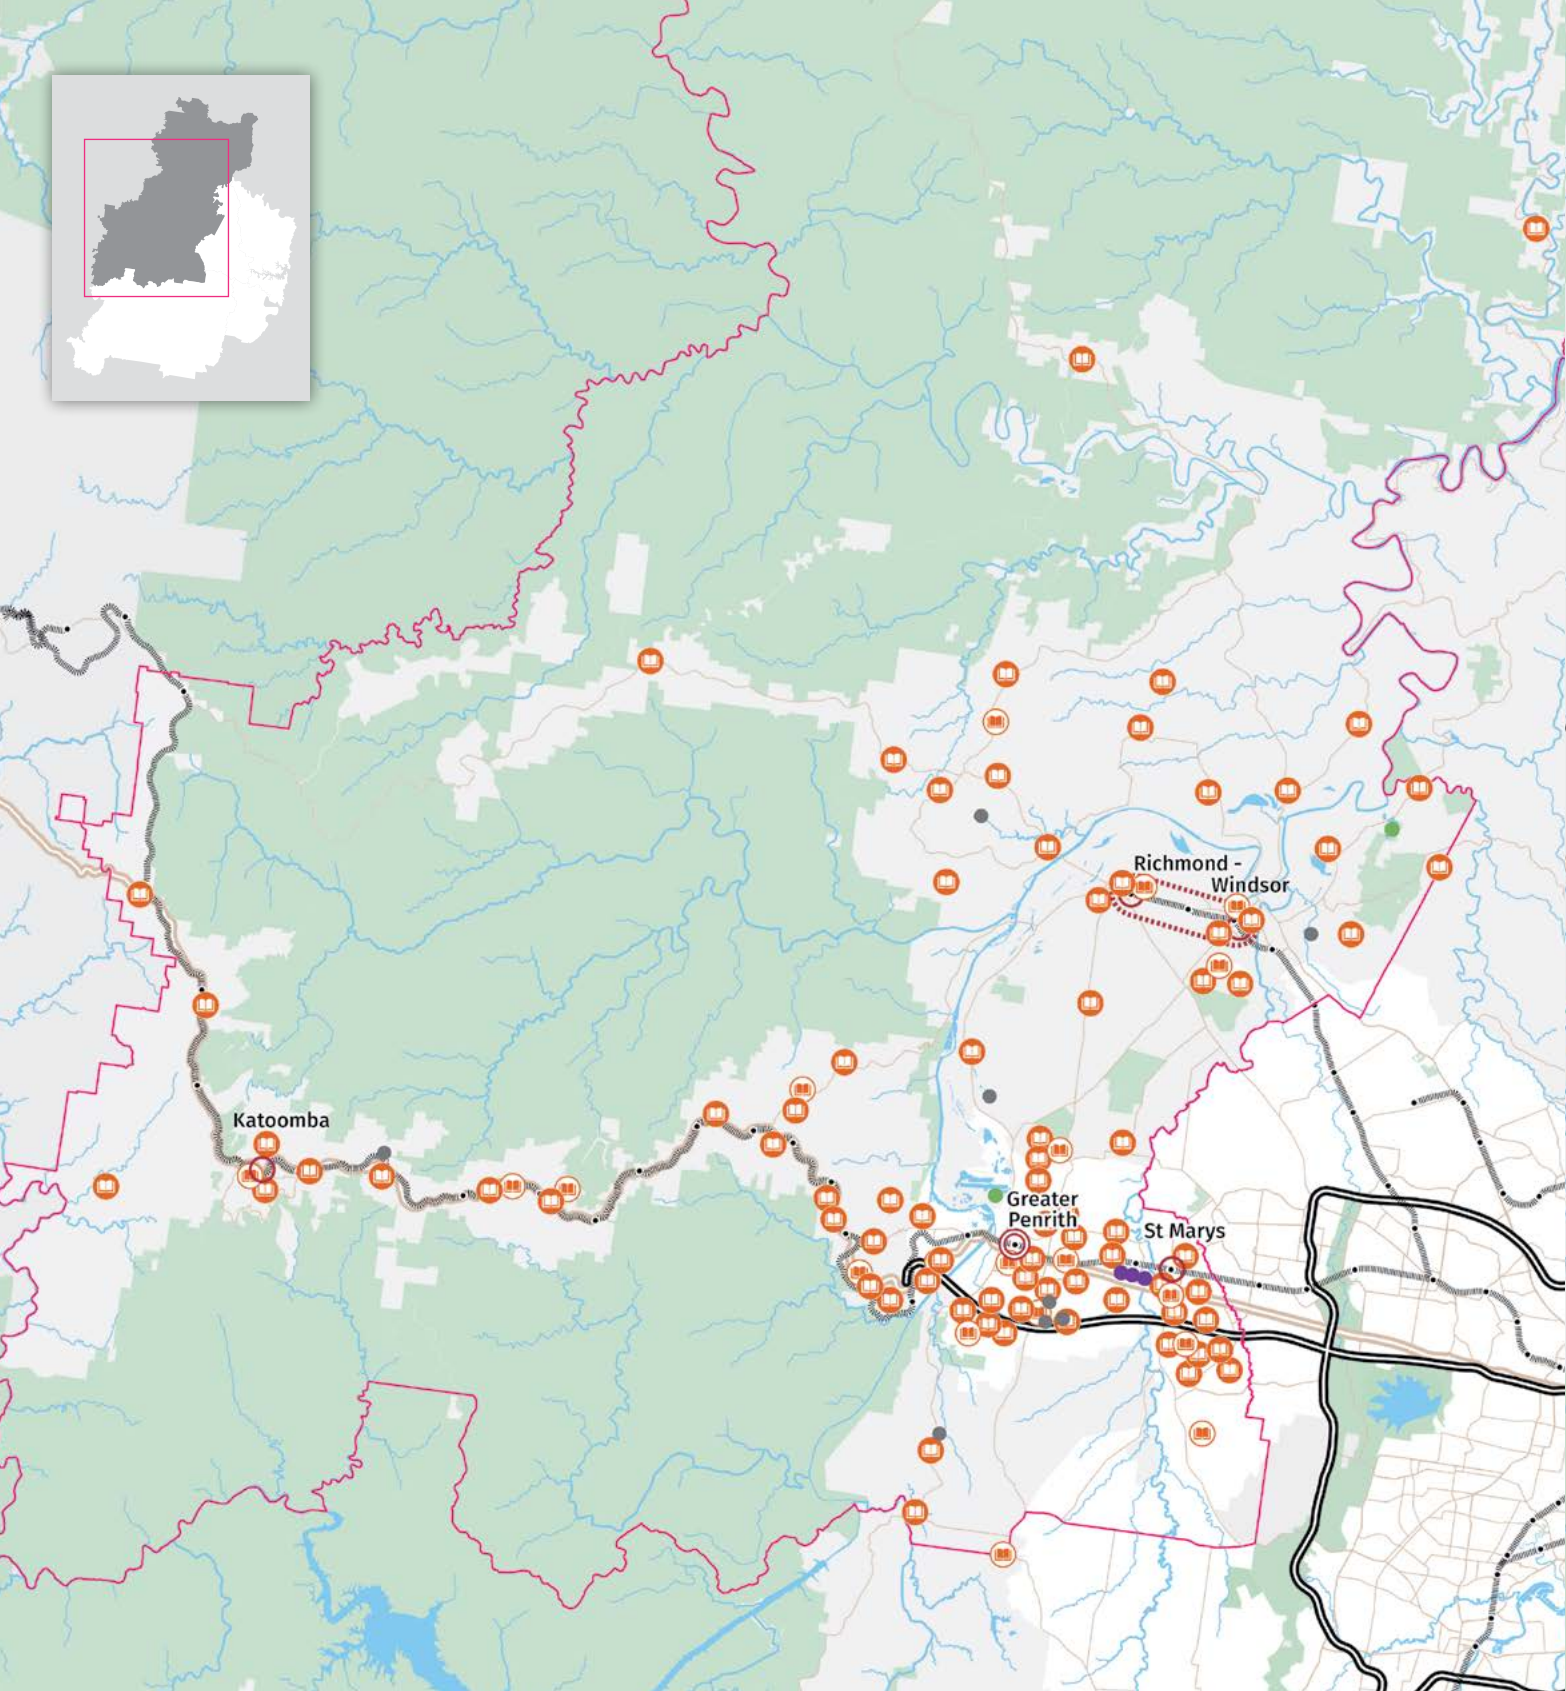 Richmond -
Windsor
Katoomba
Greater
Penrith
St Marys